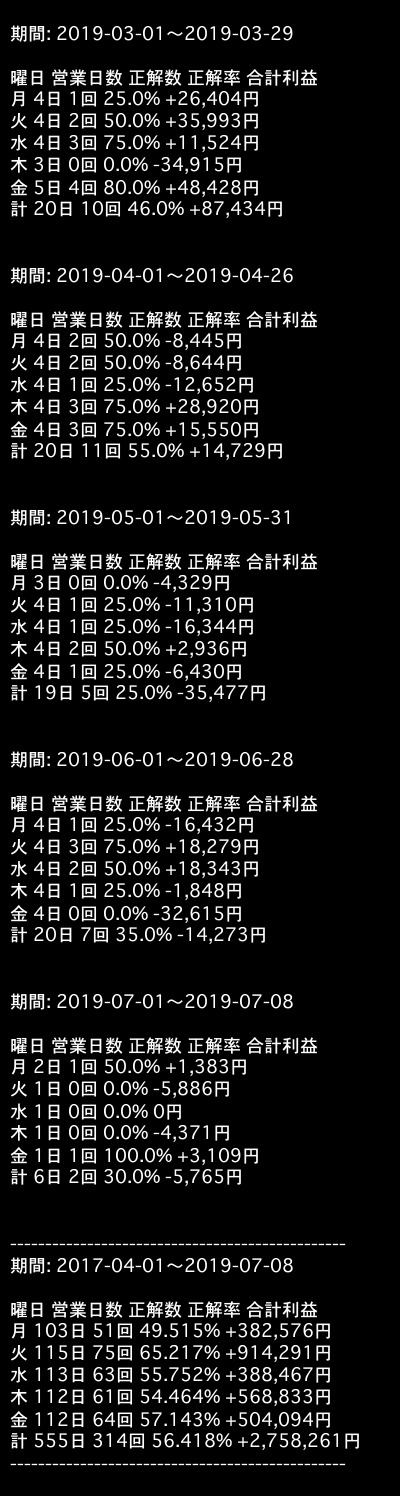 期間: 2019-03-01〜2019-03-29
曜日 営業日数 正解数 正解率 合計利益
月 4日 1回 25.0% +26,404円
火 4日 2回 50.0% +35,993円
水 4日 3回 75.0% +11,524円
木 3日 0回 0.0% -34,915円
金 5日 4回 80.0% +48,428円
計 20日 10回 46.0% +87,434円
期間: 2019-04-01〜2019-04-26
曜日 営業日数 正解数 正解率 合計利益
月 4日 2回 50.0% -8,445円
火 4日 2回 50.0% -8,644円
水 4日 1回 25.0% -12,652円
木 4日 3回 75.0% +28,920円
金 4日 3回 75.0% +15,550円
計 20日 11回 55.0% +14,729円
期間: 2019-05-01〜2019-05-31
曜日 営業日数 正解数 正解率 合計利益
月 3日 0回 0.0% -4,329円
火 4日 1回 25.0% -11,310円
水 4日 1回 25.0% -16,344円
木 4日 2回 50.0% +2,936円
金 4日 1回 25.0% -6,430円
計 19日 5回 25.0% -35,477円
期間: 2019-06-01〜2019-06-28
曜日 営業日数 正解数 正解率 合計利益
月 4日 1回 25.0% -16,432円
火 4日 3回 75.0% +18,279円
水 4日 2回 50.0% +18,343円
木 4日 1回 25.0% -1,848円
金 4日 0回 0.0% -32,615円
計 20日 7回 35.0% -14,273円
期間: 2019-07-01〜2019-07-08
曜日 営業日数 正解数 正解率 合計利益
月 2日 1回 50.0% +1,383円
火 1日 0回 0.0% -5,886円
水 1日 0回 0.0% 0円
木 1日 0回 0.0% -4,371円
金 1日 1回 100.0% +3,109円
計 6日 2回 30.0% -5,765円
------------------------------------------------
期間: 2017-04-01〜2019-07-08
曜日 営業日数 正解数 正解率 合計利益
月 103日 51回 49.515% +382,576円
火 115日 75回 65.217% +914,291円
水 113日 63回 55.752% +388,467円
木 112日 61回 54.464% +568,833円
金 112日 64回 57.143% +504,094円
計 555日 314回 56.418% +2,758,261円
------------------------------------------------